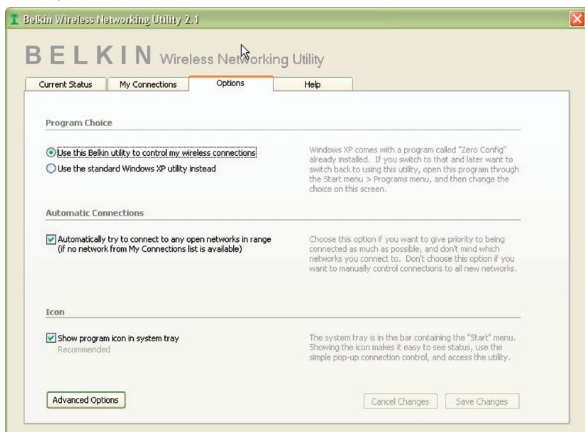 Belkin Wireless Networking Utility 2.1
BELKIN Wireless Networking Utility
Current Status My Connections Options Help
Program Choice
Use this Belkin utility to control my wireless connections
Use the standard Windows XP utility instead
Windows XP comes with a program called "Zero Config"
already installed. If you switch to that and later want to
switch back to using this utility, open this program through
the Start menu > Programs menu, and then change the
choice on this screen.
Automatic Connections
Automatically try to connect to any open networks in range
(if no network from My Connections list is available)
Choose this option if you want to give priority to being
connected as much as possible, and don't mind which
networks you connect to. Don't choose this option if you
want to manually control connections to all new networks.
Icon
Show program icon in system tray
Recommended
The system tray is in the bar containing the "Start" menu.
Showing the icon makes it easy to see status, use the
simple pop-up connection control, and access the utility.
Advanced Options Cancel Changes Save Changes